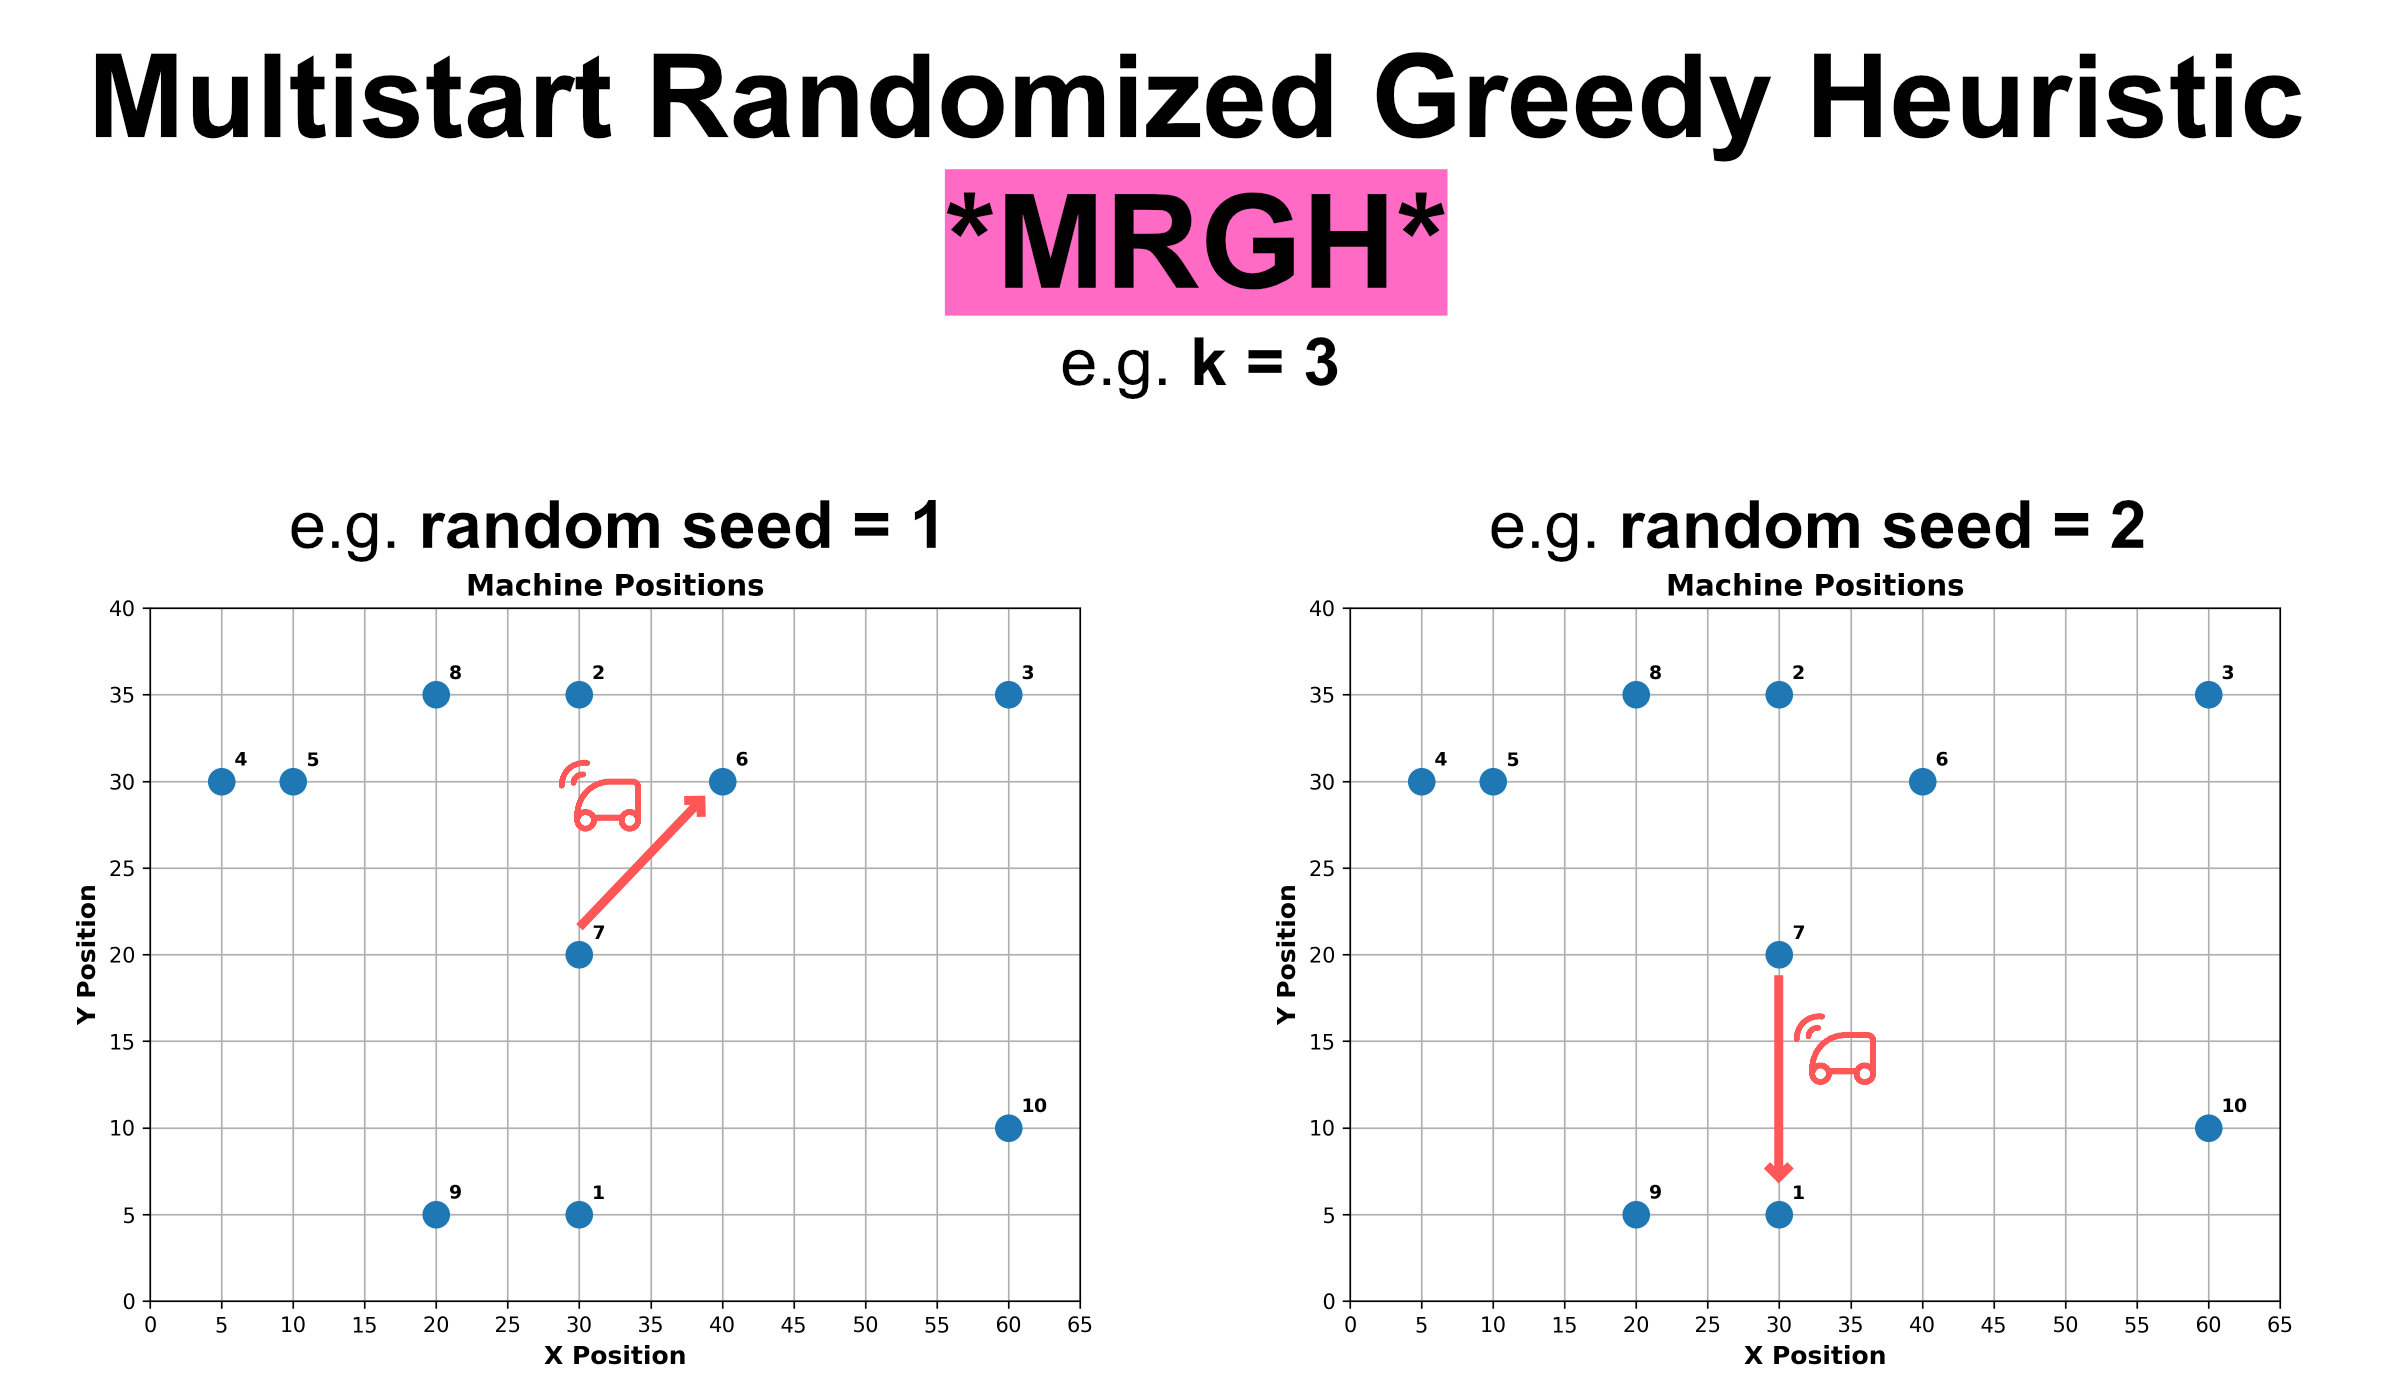 Multistart Randomized Greedy Heuristic
*MRGH*
e.g. k = 3
e.g. random seed = 1
Machine Positions
40
35
30
25
20
15
10
5
0
Y Position
8
2
3
4
5
6
7
10
9
1
0 5 10 15 20 25 30 35 40 45 50 55 60 65
X Position
e.g. random seed = 2
Machine Positions
40
35
30
25
20
15
10
5
0
Y Position
8
2
3
4
5
6
7
10
9
1
0 5 10 15 20 25 30 35 40 45 50 55 60 65
X Position